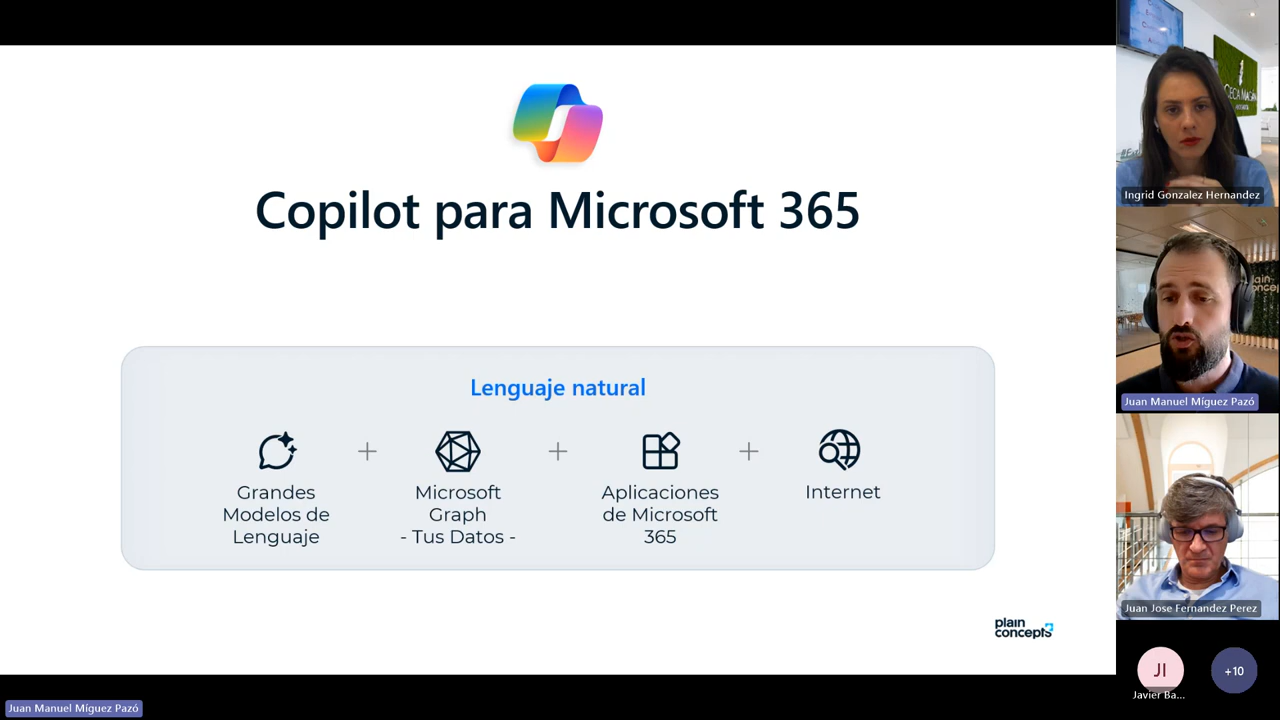 Copilot para Microsoft 365
Lenguaje natural
Grandes
Modelos de
Lenguaje
Microsoft
Graph
- Tus Datos -
Aplicaciones
de Microsoft
365
Internet
plain
concepts
Juan Manuel Míguez Pazó
CECA MAGÁN
Ingrid Gonzalez Hernandez
Juan Manuel Míguez Pazó
Juan Jose Fernandez Perez
JI
Javier Ba...
+10